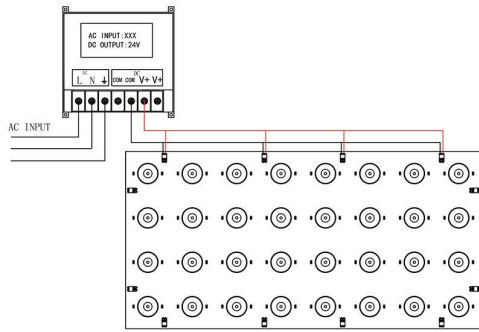 AC INPUT:XXX
DC OUTPUT:24V
AC DC
L N ⏚ COM COM V+ V+
AC INPUT